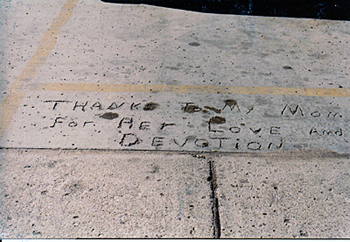 THANKS To My Mom
For Her Love And
DEVOTION